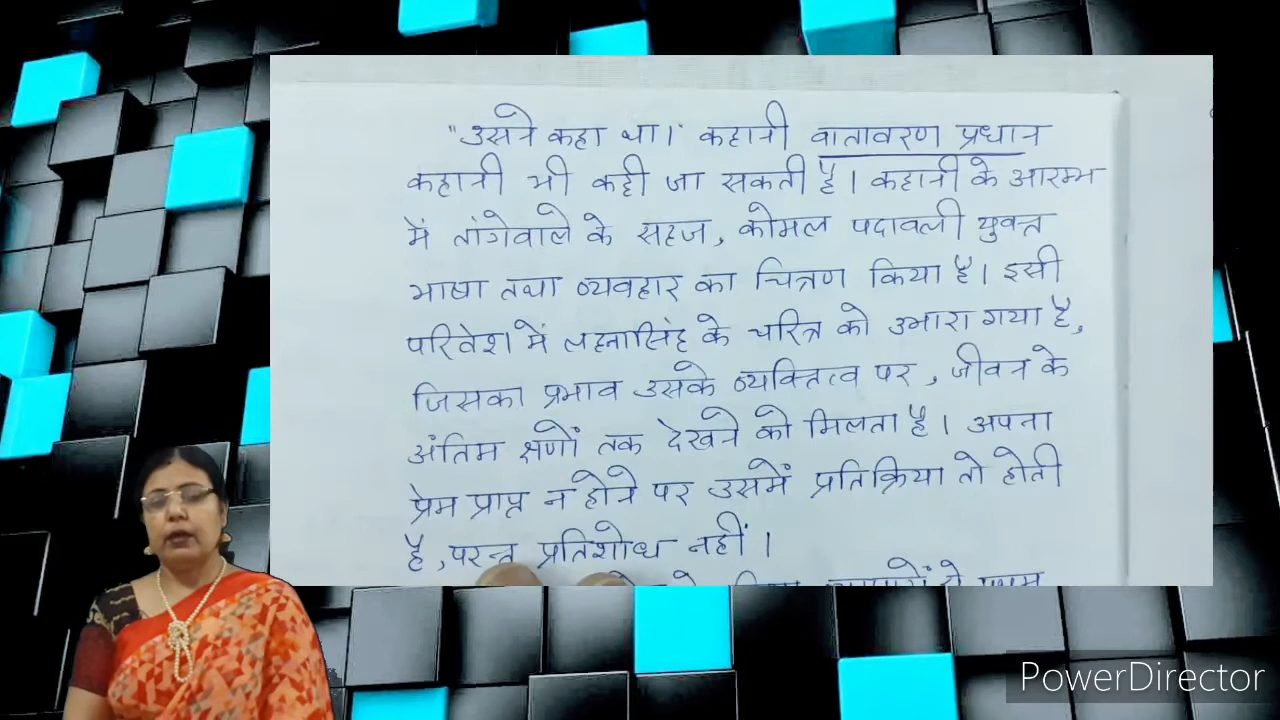 "उसने कहा था।" कहानी वातावरण प्रधान
कहानी भी कही जा सकती है। कहानी के आरम्भ
में तांगेवाले के सहज, कोमल पदावली युक्त
भाषा तथा व्यवहार का चित्रण किया है। इसी
परिवेश में लहनासिंह के चरित्र को उभारा गया है,
जिसका प्रभाव उसके व्यक्तित्व पर, जीवन के
अंतिम क्षणों तक देखने को मिलता है। अपना
प्रेम प्राप्त न होने पर उसमें प्रतिक्रिया तो होती
है, परन्तु प्रतिशोध नहीं।
PowerDirector